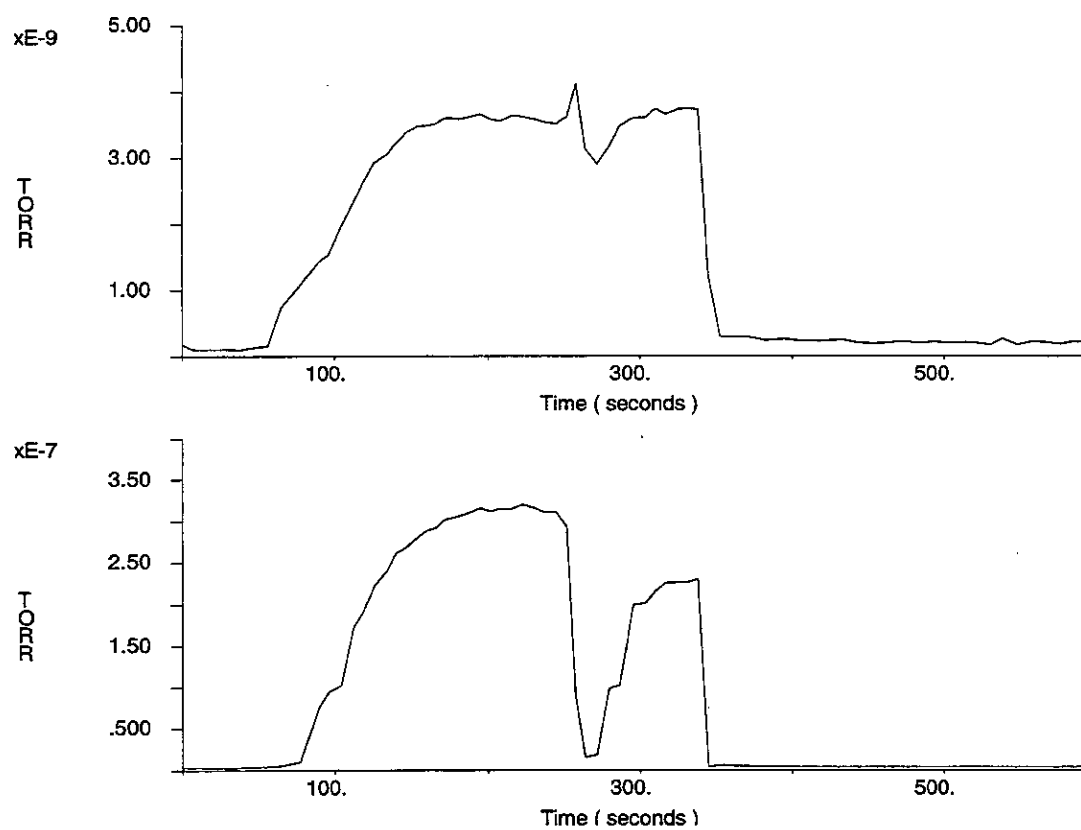 xE-9
5.00
3.00
1.00
TORR
100. 300. 500.
Time ( seconds )
xE-7
3.50
2.50
1.50
.500
TORR
100. 300. 500.
Time ( seconds )